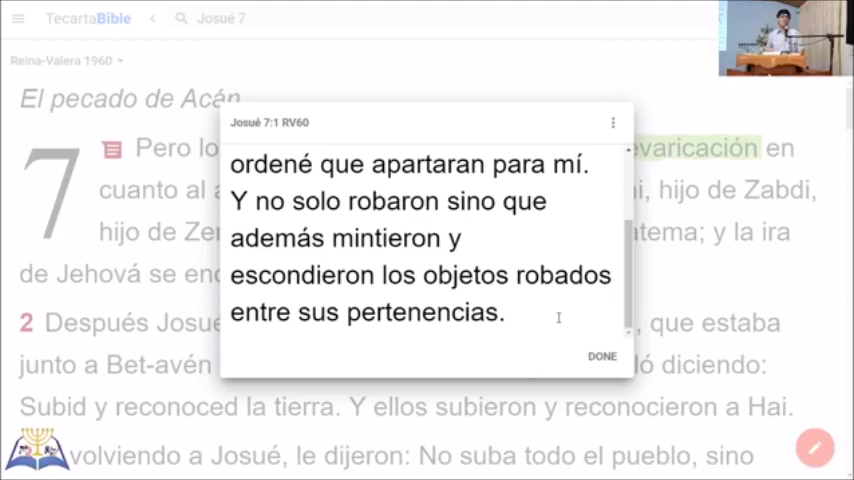 TecartaBible
Josué 7
Reina-Valera 1960
El pecado de Acán
7 Pero lo
evaricación en
cuanto al a
i, hijo de Zabdi,
hijo de Zer
atema; y la ira
de Jehová se enc
2 Después Josué
, que estaba
junto a Bet-avén
ló diciendo:
Subid y reconoced la tierra. Y ellos subieron y reconocieron a Hai.
volviendo a Josué, le dijeron: No suba todo el pueblo, sino
Josué 7:1 RV60
ordené que apartaran para mí.
Y no solo robaron sino que
además mintieron y
escondieron los objetos robados
entre sus pertenencias.
DONE